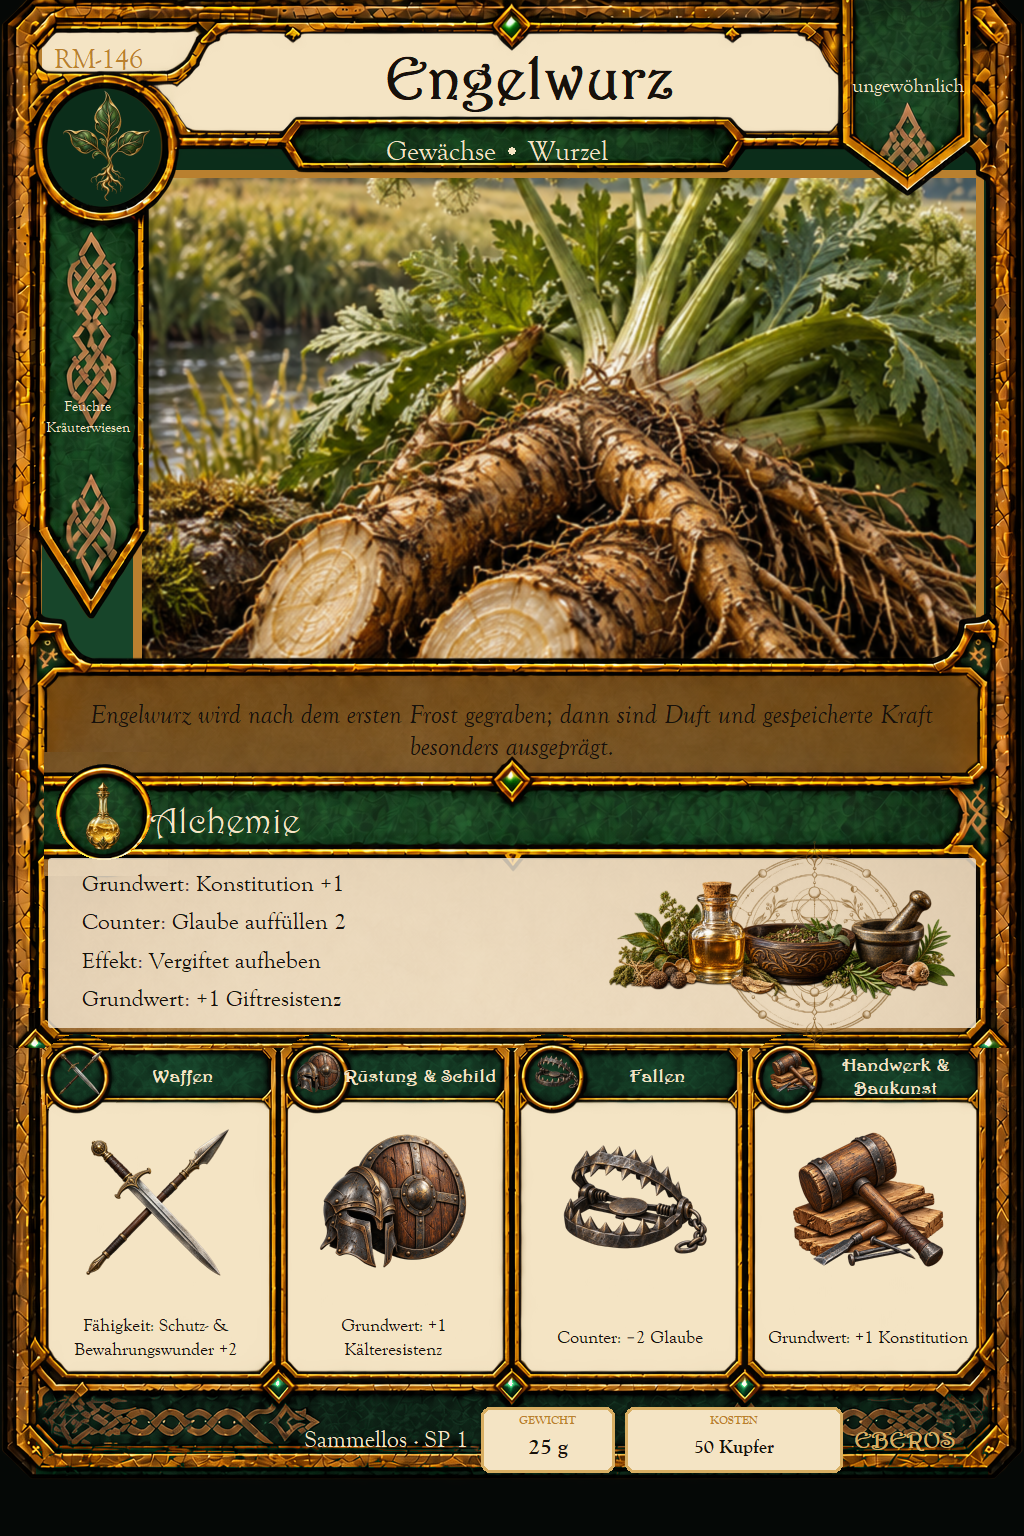 RM-146
Engelwurz
ungewöhnlich
Gewächse • Wurzel
Feuchte
Kräuterwiesen
Engelwurz wird nach dem ersten Frost gegraben; dann sind Duft und gespeicherte Kraft
besonders ausgeprägt.
Alchemie
Grundwert: Konstitution +1
Counter: Glaube auffüllen 2
Effekt: Vergiftet aufheben
Grundwert: +1 Giftresistenz
Waffen
Rüstung & Schild
Fallen
Handwerk &
Baukunst
Fähigkeit: Schutz- &
Bewahrungswunder +2
Grundwert: +1
Kälteresistenz
Counter: −2 Glaube
Grundwert: +1 Konstitution
Sammellos · SP 1
GEWICHT
25 g
KOSTEN
50 Kupfer
EBEROS